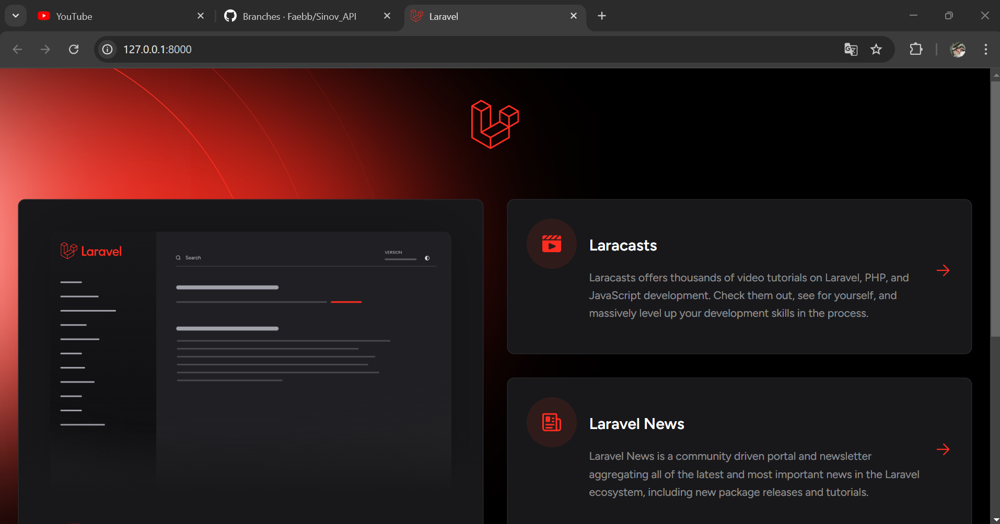 YouTube
Branches · Faebb/Sinov_API
Laravel
127.0.0.1:8000
Laravel
Search
VERSION
Laracasts
Laracasts offers thousands of video tutorials on Laravel, PHP, and
JavaScript development. Check them out, see for yourself, and
massively level up your development skills in the process.
Laravel News
Laravel News is a community driven portal and newsletter
aggregating all of the latest and most important news in the Laravel
ecosystem, including new package releases and tutorials.